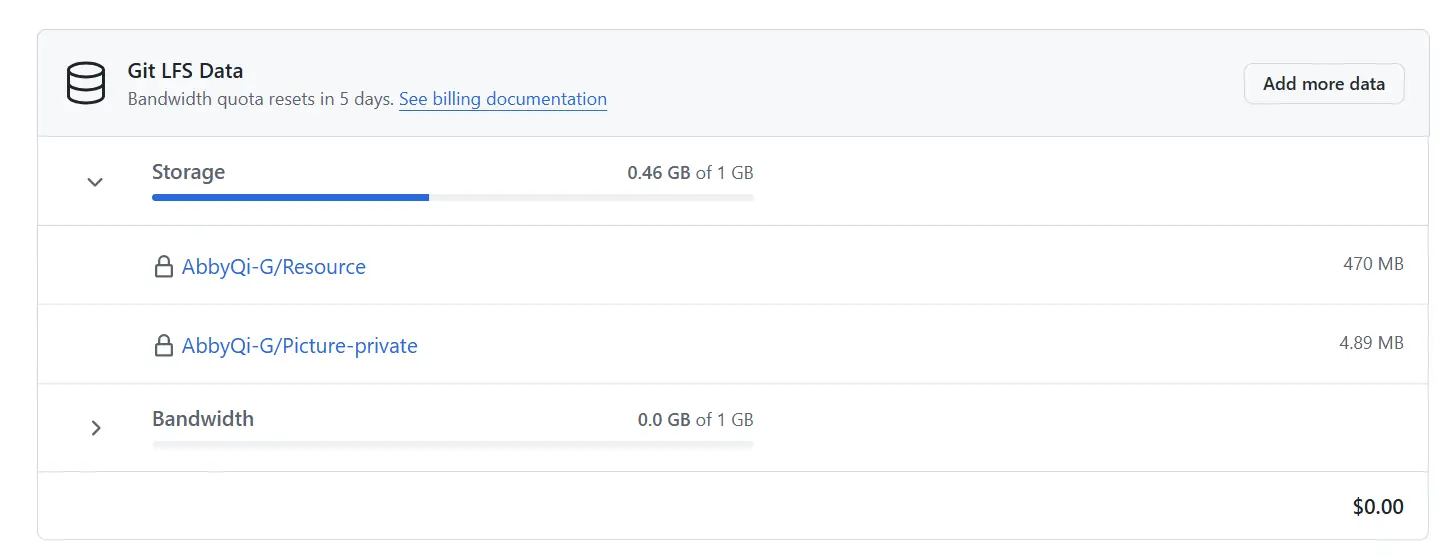 Git LFS Data
Bandwidth quota resets in 5 days. See billing documentation
Add more data
Storage
0.46 GB of 1 GB
AbbyQi-G/Resource
470 MB
AbbyQi-G/Picture-private
4.89 MB
Bandwidth
0.0 GB of 1 GB
$0.00